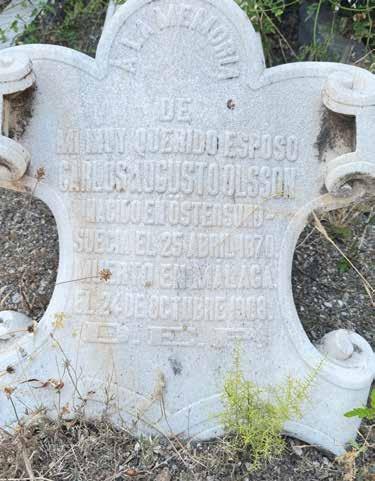 A LA MEMORIA
DE
MI MUY QUERIDO ESPOSO
CARLOS AUGUSTO OLSSON
NACIDO EN ÖSTERSUND
SUECIA EL 25 ABRIL 1870
MUERTO EN MALAGA
EL 24 DE OCTUBRE 1908.